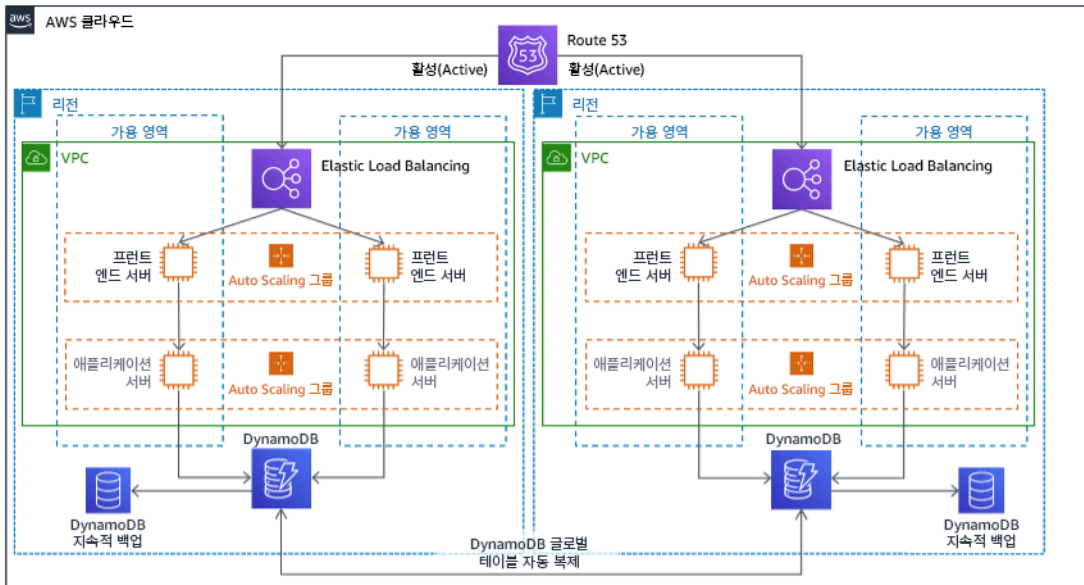 aws
AWS 클라우드
53
Route 53
활성(Active)
활성(Active)
리전
가용 영역
가용 영역
VPC
Elastic Load Balancing
프런트
엔드 서버
Auto Scaling 그룹
프런트
엔드 서버
애플리케이션
서버
Auto Scaling 그룹
애플리케이션
서버
DynamoDB
DynamoDB
지속적 백업
리전
가용 영역
가용 영역
VPC
Elastic Load Balancing
프런트
엔드 서버
Auto Scaling 그룹
프런트
엔드 서버
애플리케이션
서버
Auto Scaling 그룹
애플리케이션
서버
DynamoDB
DynamoDB
지속적 백업
DynamoDB 글로벌
테이블 자동 복제